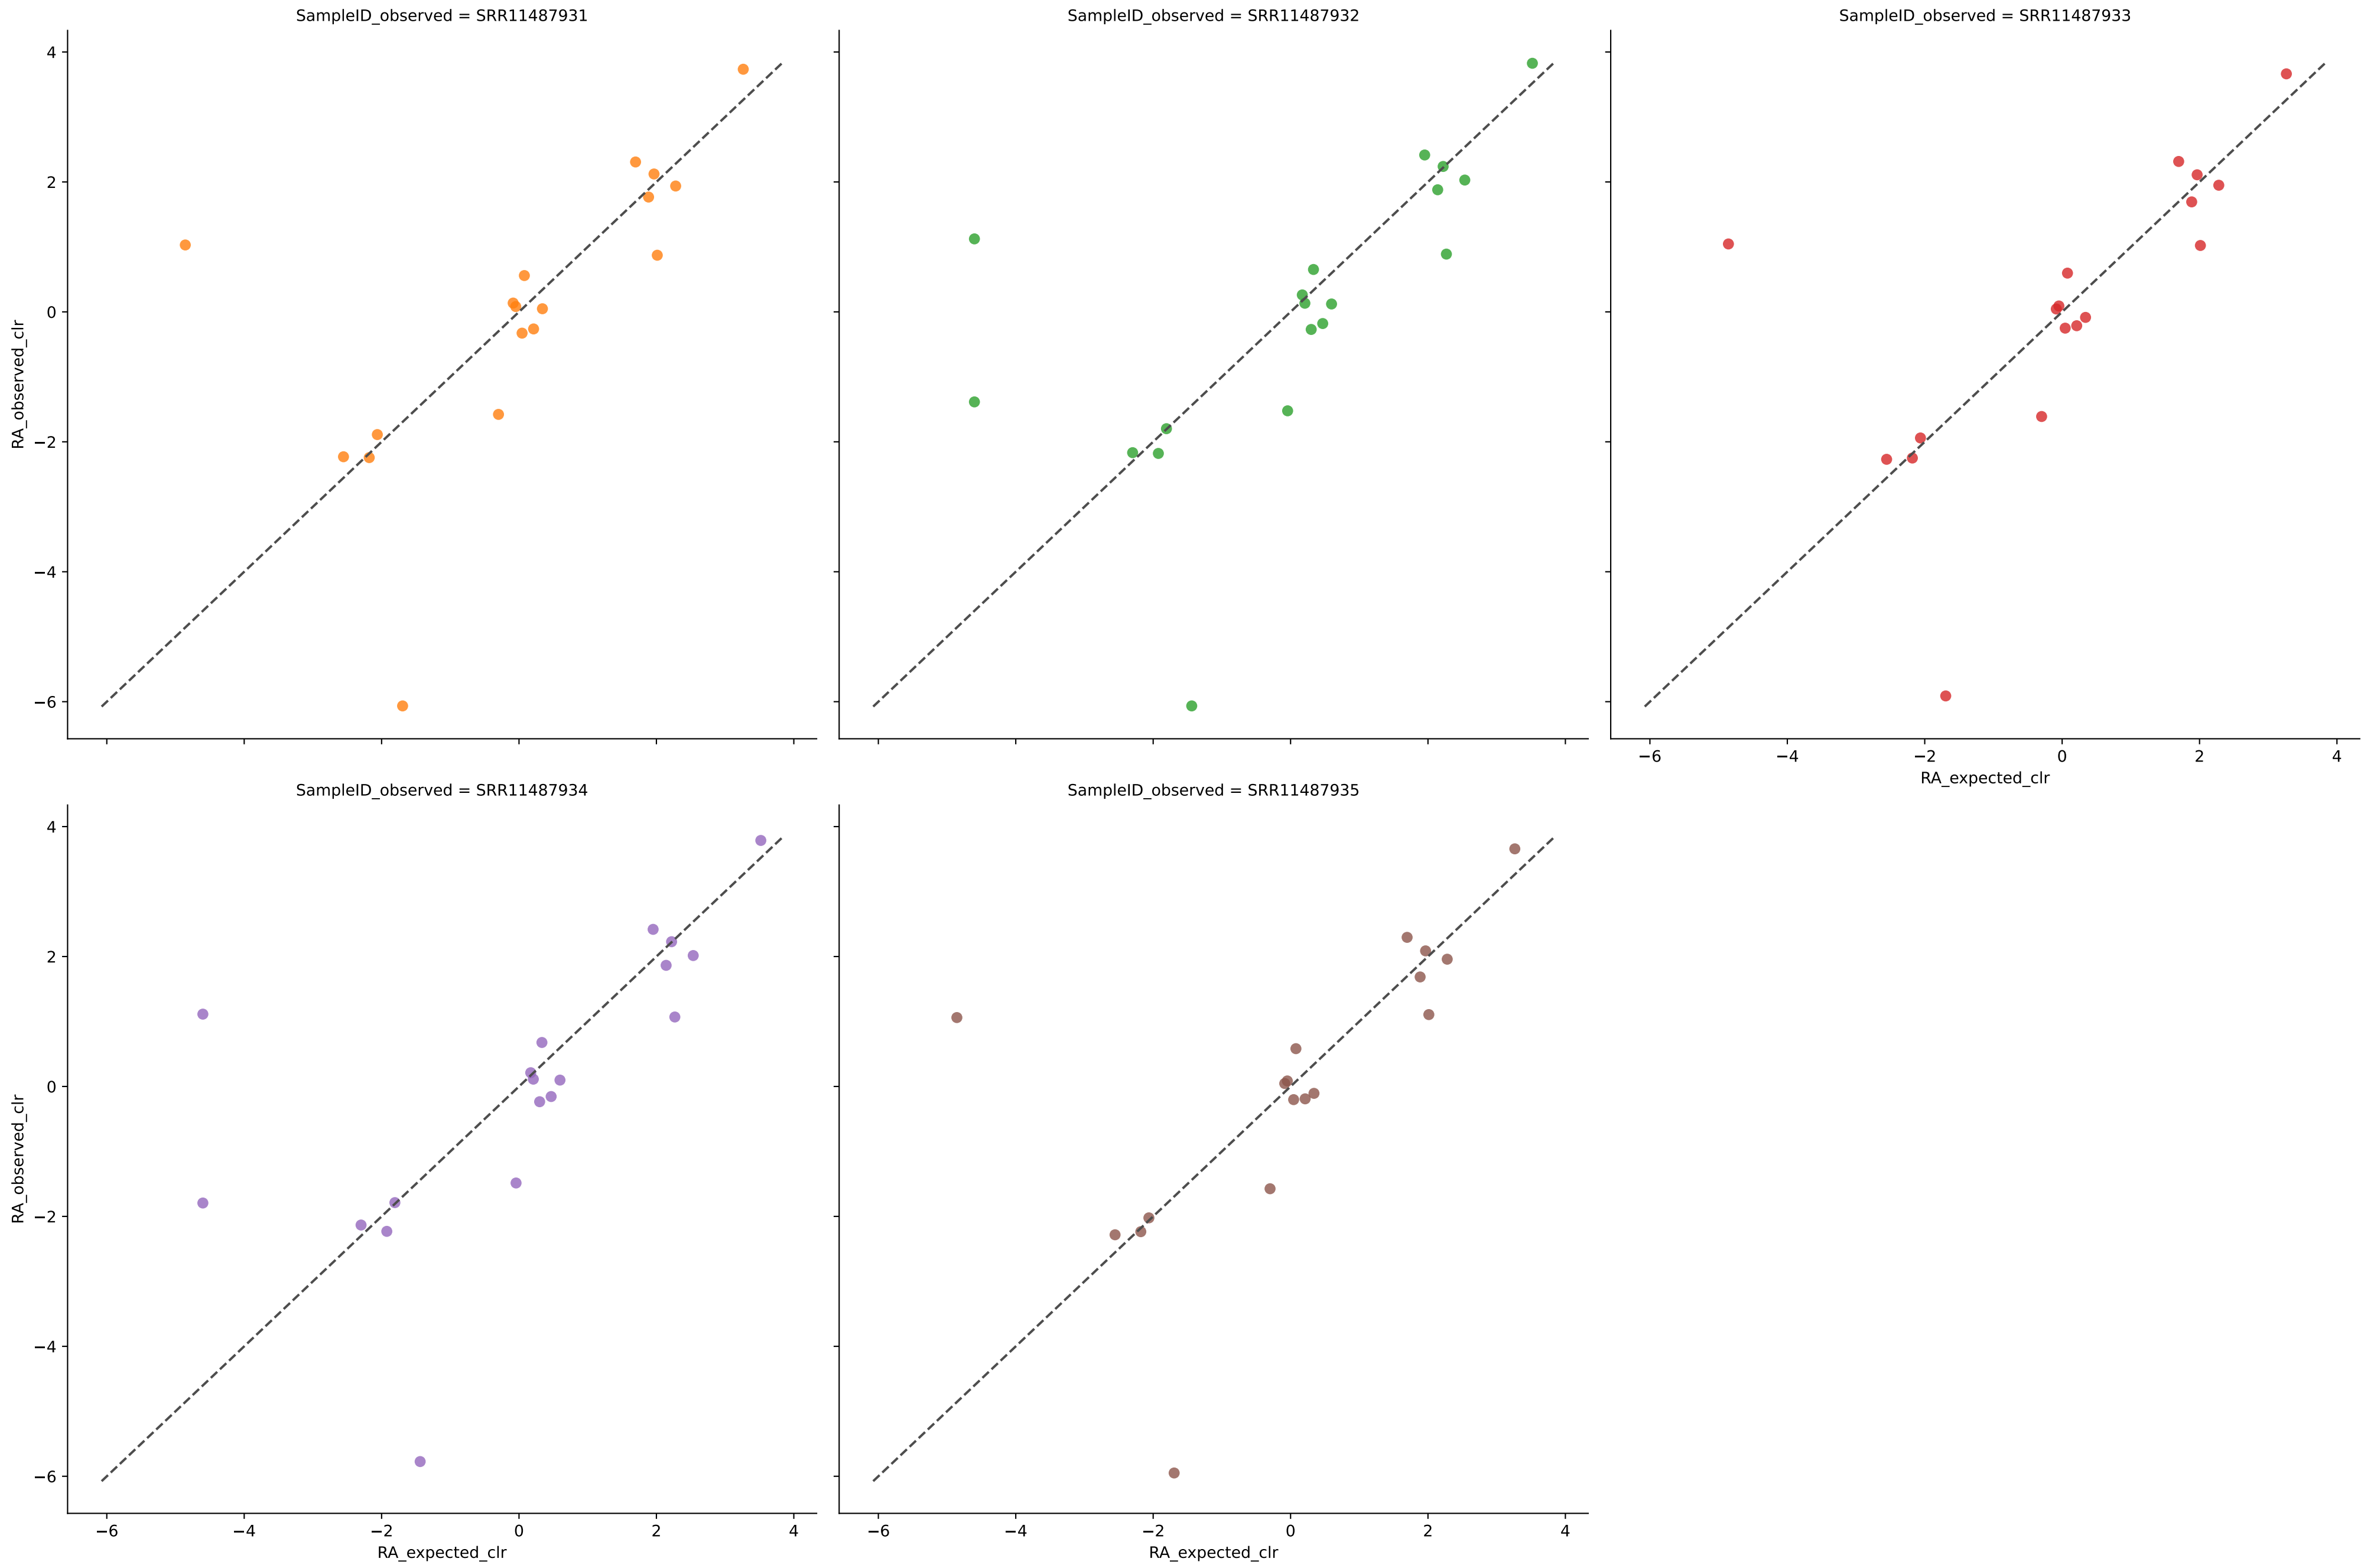 SampleID_observed = SRR11487931
SampleID_observed = SRR11487932
SampleID_observed = SRR11487933
4
2
0
−2
−4
−6
RA_observed_clr
−6 −4 −2 0 2 4
RA_expected_clr
SampleID_observed = SRR11487934
SampleID_observed = SRR11487935
4
2
0
−2
−4
−6
RA_observed_clr
−6 −4 −2 0 2 4
RA_expected_clr
−6 −4 −2 0 2 4
RA_expected_clr